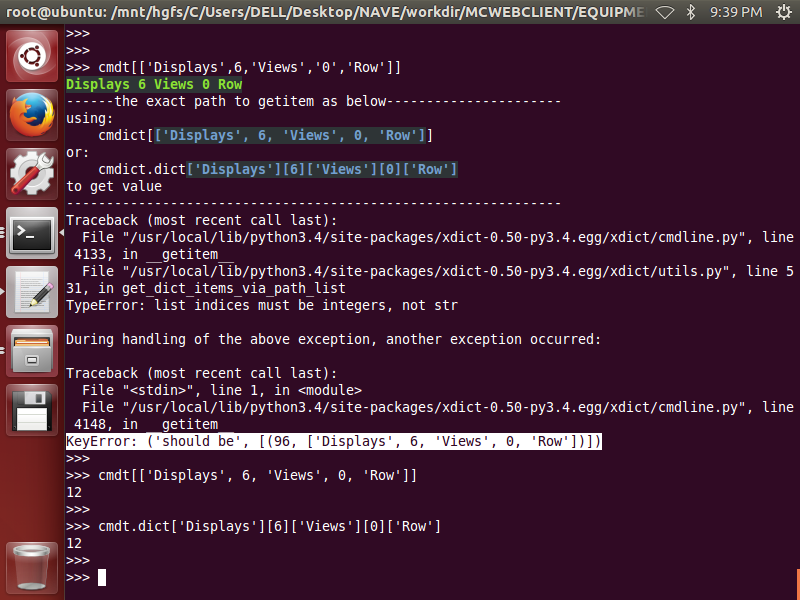 root@ubuntu: /mnt/hgfs/C/Users/DELL/Desktop/NAVE/workdir/MCWEBCLIENT/EQUIPME
9:39 PM
>>>
>>>
>>> cmdt[['Displays',6,'Views','0','Row']]
Displays 6 Views 0 Row
------the exact path to getitem as below----------------------
using:
    cmdict[['Displays', 6, 'Views', 0, 'Row']]
or:
    cmdict.dict['Displays'][6]['Views'][0]['Row']
to get value
--------------------------------------------------------------
Traceback (most recent call last):
  File "/usr/local/lib/python3.4/site-packages/xdict-0.50-py3.4.egg/xdict/cmdline.py", line
 4133, in __getitem__
  File "/usr/local/lib/python3.4/site-packages/xdict-0.50-py3.4.egg/xdict/utils.py", line 5
31, in get_dict_items_via_path_list
TypeError: list indices must be integers, not str
During handling of the above exception, another exception occurred:
Traceback (most recent call last):
  File "<stdin>", line 1, in <module>
  File "/usr/local/lib/python3.4/site-packages/xdict-0.50-py3.4.egg/xdict/cmdline.py", line
 4148, in __getitem__
KeyError: ('should be', [(96, ['Displays', 6, 'Views', 0, 'Row'])])
>>>
>>> cmdt[['Displays', 6, 'Views', 0, 'Row']]
12
>>>
>>> cmdt.dict['Displays'][6]['Views'][0]['Row']
12
>>>
>>>